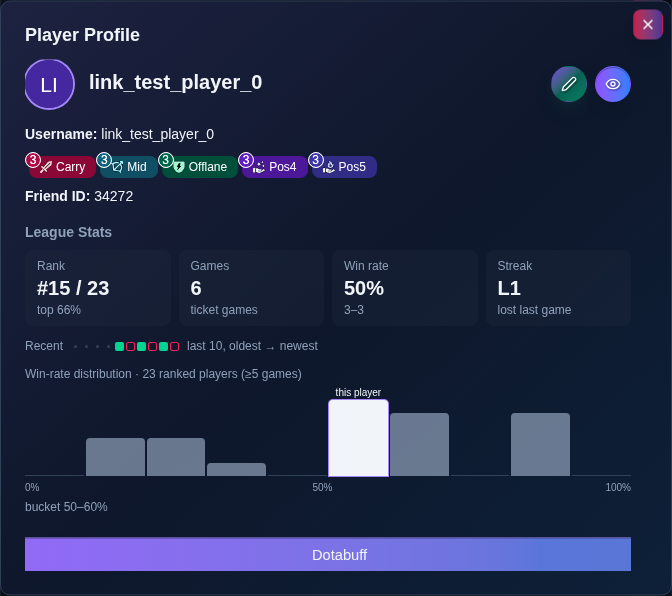 Player Profile
LI
link_test_player_0
Username: link_test_player_0
3 Carry 3 Mid 3 Offlane 3 Pos4 3 Pos5
Friend ID: 34272
League Stats
Rank Games Win rate Streak
#15 / 23 6 50% L1
top 66% ticket games 3–3 lost last game
Recent last 10, oldest → newest
Win-rate distribution · 23 ranked players (≥5 games)
this player
0% 50% 100%
bucket 50–60%
Dotabuff